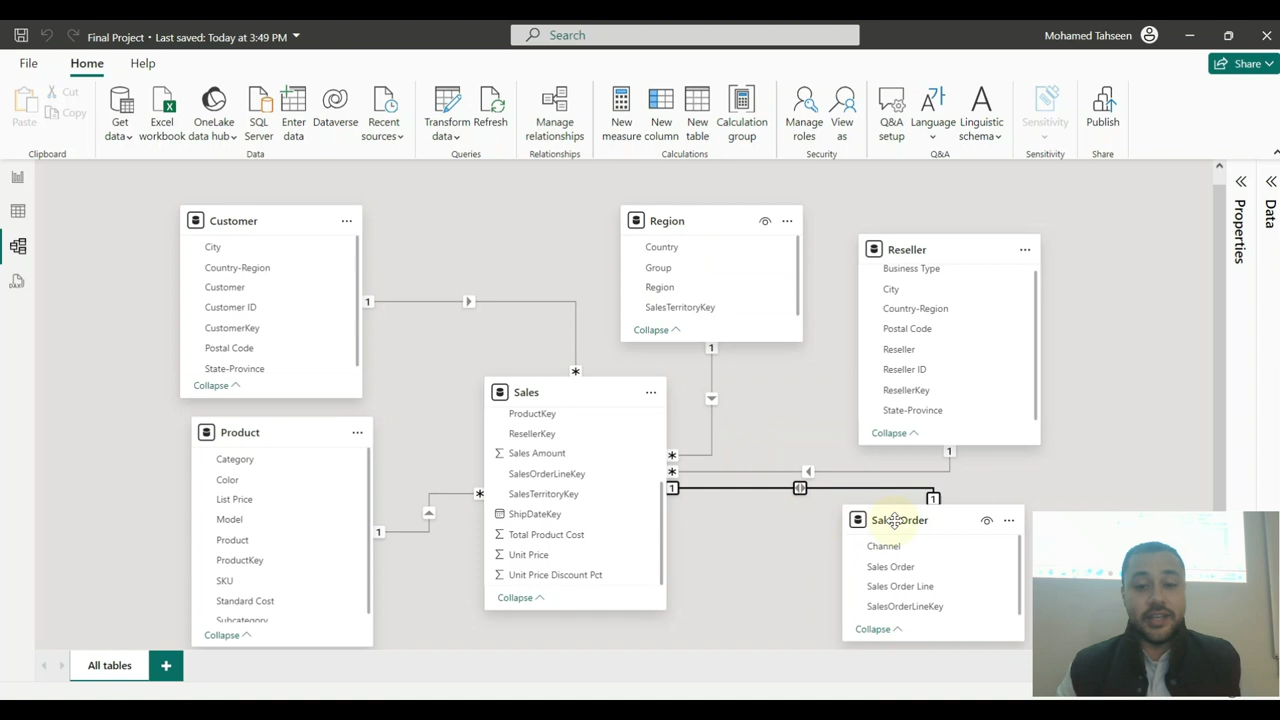 Final Project • Last saved: Today at 3:49 PM
Search
Mohamed Tahseen
File
Home
Help
Share
Paste
Cut
Copy
Get data
Excel workbook
OneLake data hub
SQL Server
Enter data
Dataverse
Recent sources
Transform data
Refresh
Manage relationships
New measure
New column
New table
Calculation group
Manage roles
View as
Q&A setup
Language
Linguistic schema
Sensitivity
Publish
Clipboard
Data
Queries
Relationships
Calculations
Security
Q&A
Sensitivity
Share
Customer
City
Country-Region
Customer
Customer ID
CustomerKey
Postal Code
State-Province
Collapse
Region
Country
Group
Region
SalesTerritoryKey
Collapse
Reseller
Business Type
City
Country-Region
Postal Code
Reseller
Reseller ID
ResellerKey
State-Province
Collapse
Properties
Data
1
*
1
*
*
1
1
1
*
1
Product
Category
Color
List Price
Model
Product
ProductKey
SKU
Standard Cost
Subcategory
Collapse
Sales
ProductKey
ResellerKey
Σ Sales Amount
SalesOrderLineKey
SalesTerritoryKey
ShipDateKey
Σ Total Product Cost
Σ Unit Price
Σ Unit Price Discount Pct
Collapse
Sales Order
Channel
Sales Order
Sales Order Line
SalesOrderLineKey
Collapse
All tables